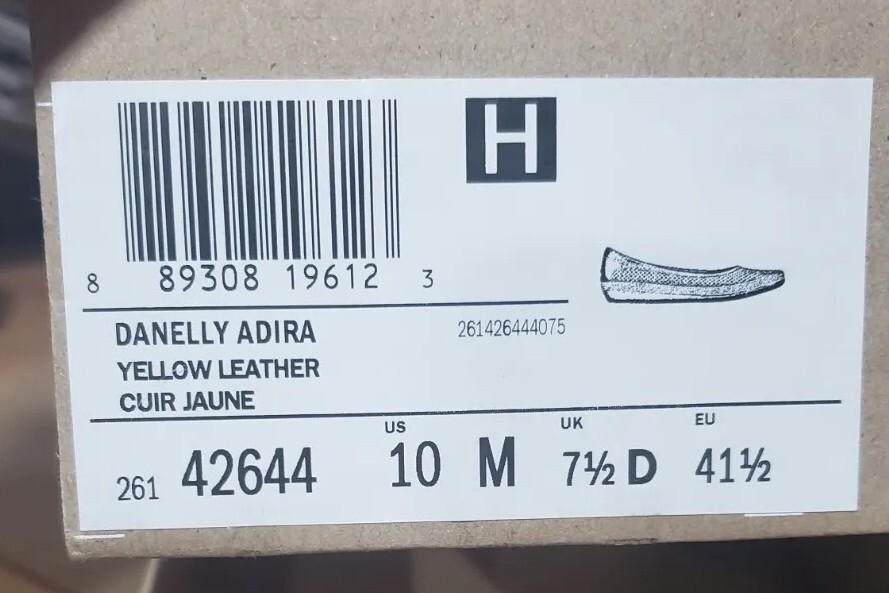 H
8 89308 19612 3
DANELLY ADIRA 261426444075
YELLOW LEATHER
CUIR JAUNE
US UK EU
261 42644 10 M 7½ D 41½